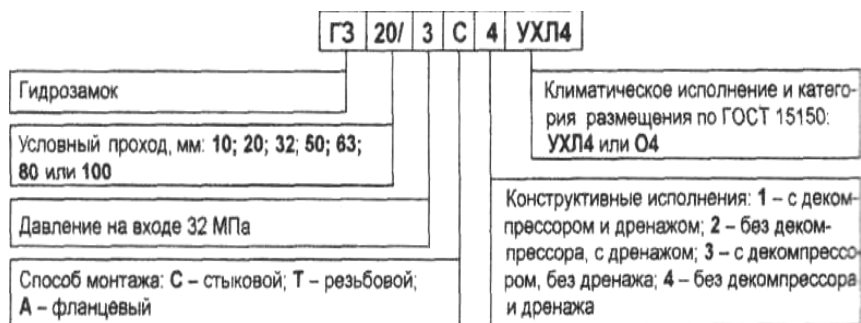 ГЗ 20/ 3 С 4 УХЛ4
Гидрозамок
Условный проход, мм: 10; 20; 32; 50; 63;
80 или 100
Давление на входе 32 МПа
Способ монтажа: С – стыковой; Т – резьбовой;
А – фланцевый
Климатическое исполнение и катего-
рия размещения по ГОСТ 15150:
УХЛ4 или О4
Конструктивные исполнения: 1 – с деком-
прессором и дренажом; 2 – без деком-
прессора, с дренажом; 3 – с декомпрессо-
ром, без дренажа; 4 – без декомпрессора
и дренажа